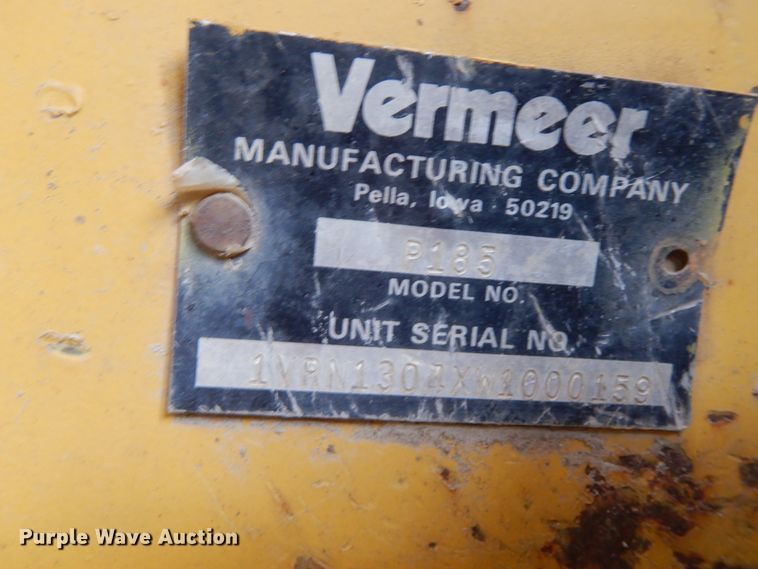 Vermeer
MANUFACTURING COMPANY
Pella, Iowa 50219
P185
MODEL NO.
UNIT SERIAL NO.
1VRN1304XW1000159
Purple Wave Auction